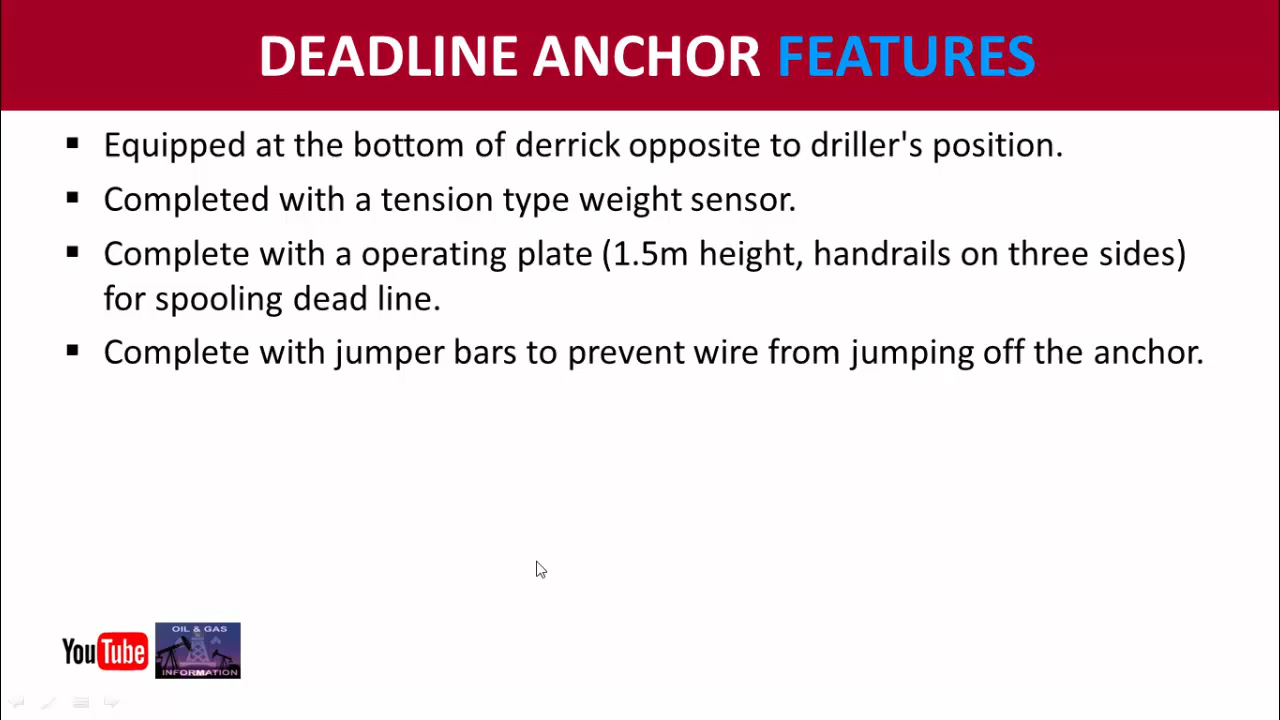 DEADLINE ANCHOR FEATURES
▪ Equipped at the bottom of derrick opposite to driller's position.
▪ Completed with a tension type weight sensor.
▪ Complete with a operating plate (1.5m height, handrails on three sides)
for spooling dead line.
▪ Complete with jumper bars to prevent wire from jumping off the anchor.
YouTube
OIL & GAS
INFORMATION